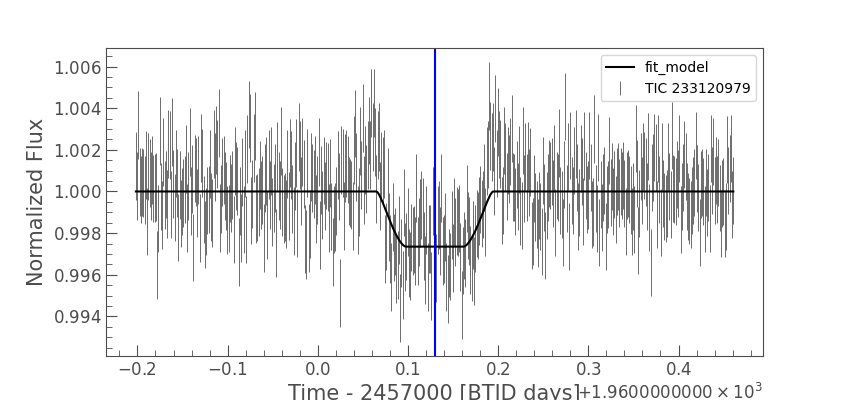 fit_model
TIC 233120979
1.006
1.004
1.002
1.000
0.998
0.996
0.994
Normalized Flux
−0.2 −0.1 0.0 0.1 0.2 0.3 0.4
Time - 2457000 [BTJD days]
+1.9600000000 × 10³